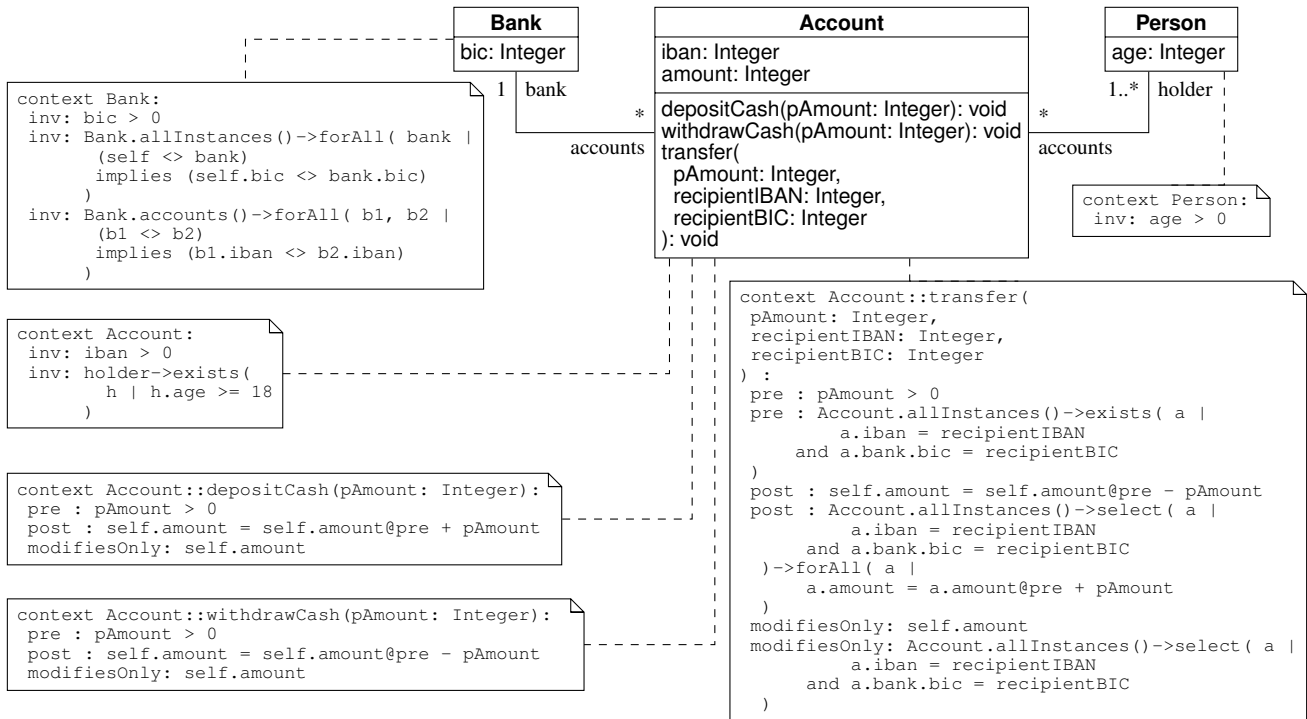 Bank
bic: Integer
1 bank
*
accounts
Account
iban: Integer
amount: Integer
depositCash(pAmount: Integer): void
withdrawCash(pAmount: Integer): void
transfer(
pAmount: Integer,
recipientIBAN: Integer,
recipientBIC: Integer
): void
Person
age: Integer
1..* holder
*
accounts
context Bank:
inv: bic > 0
inv: Bank.allInstances()->forAll( bank |
(self <> bank)
implies (self.bic <> bank.bic)
)
inv: Bank.accounts()->forAll( b1, b2 |
(b1 <> b2)
implies (b1.iban <> b2.iban)
)
context Person:
inv: age > 0
context Account:
inv: iban > 0
inv: holder->exists(
h | h.age >= 18
)
context Account::depositCash(pAmount: Integer):
pre : pAmount > 0
post : self.amount = self.amount@pre + pAmount
modifiesOnly: self.amount
context Account::withdrawCash(pAmount: Integer):
pre : pAmount > 0
post : self.amount = self.amount@pre - pAmount
modifiesOnly: self.amount
context Account::transfer(
pAmount: Integer,
recipientIBAN: Integer,
recipientBIC: Integer
) :
pre : pAmount > 0
pre : Account.allInstances()->exists( a |
a.iban = recipientIBAN
and a.bank.bic = recipientBIC
)
post : self.amount = self.amount@pre - pAmount
post : Account.allInstances()->select( a |
a.iban = recipientIBAN
and a.bank.bic = recipientBIC
)->forAll( a |
a.amount = a.amount@pre + pAmount
)
modifiesOnly: self.amount
modifiesOnly: Account.allInstances()->select( a |
a.iban = recipientIBAN
and a.bank.bic = recipientBIC
)